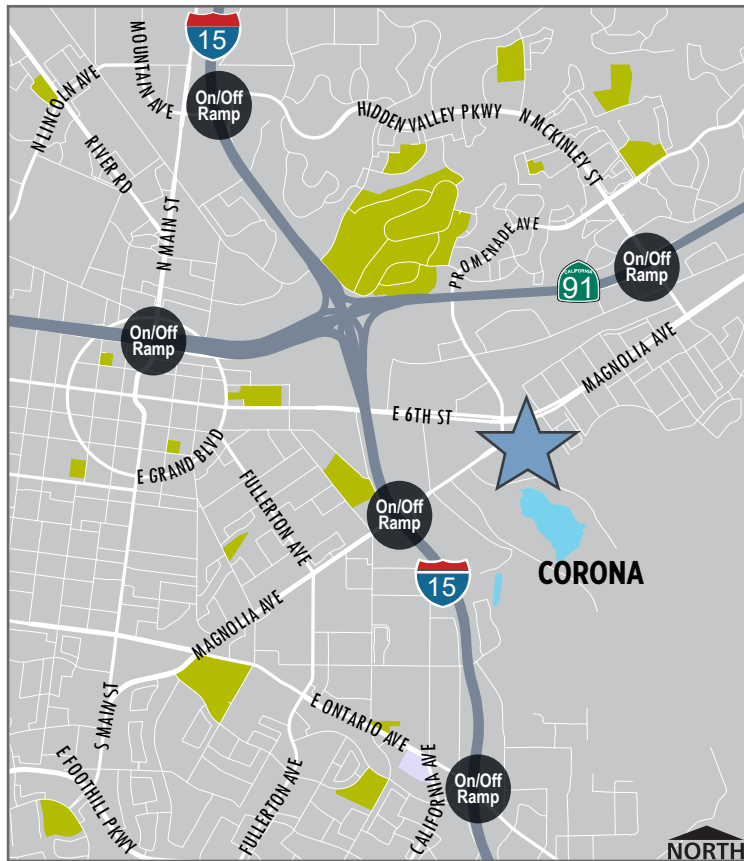 15
MOUNTAIN AVE
N LINCOLN AVE
On/Off
Ramp
HIDDEN VALLEY PKWY
N MCKINLEY ST
RIVER RD
N MAIN ST
PROMENADE AVE
On/Off
Ramp
CALIFORNIA
91
On/Off
Ramp
MAGNOLIA AVE
E 6TH ST
E GRAND BLVD
FULLERTON AVE
On/Off
Ramp
15
CORONA
MAGNOLIA AVE
S MAIN ST
E ONTARIO AVE
E FOOTHILL PKWY
FULLERTON AVE
CALIFORNIA AVE
On/Off
Ramp
NORTH